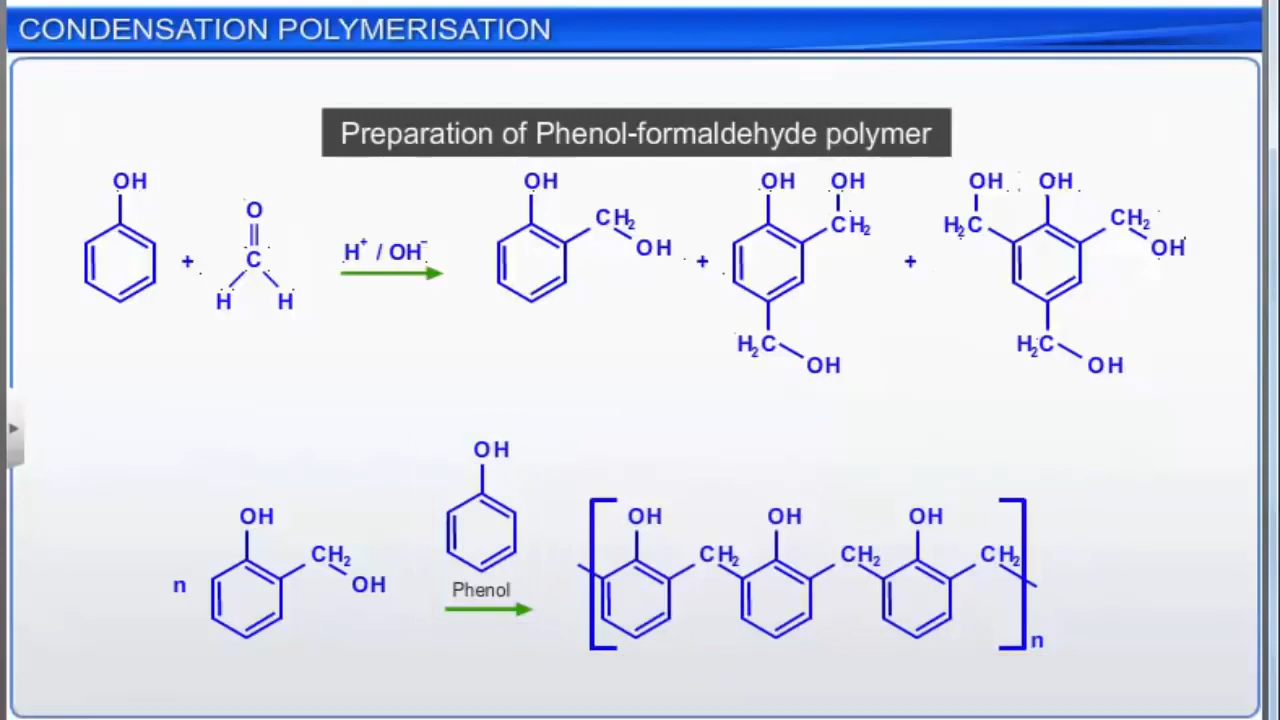 CONDENSATION POLYMERISATION
Preparation of Phenol-formaldehyde polymer
OH OH OH OH OH
O CH₂ CH₂ H₂C CH₂
+ C H⁺ / OH⁻ OH + + OH
H H
H₂C H₂C
OH OH
OH
OH OH OH OH
CH₂ CH₂ CH₂ CH₂
n OH Phenol
n